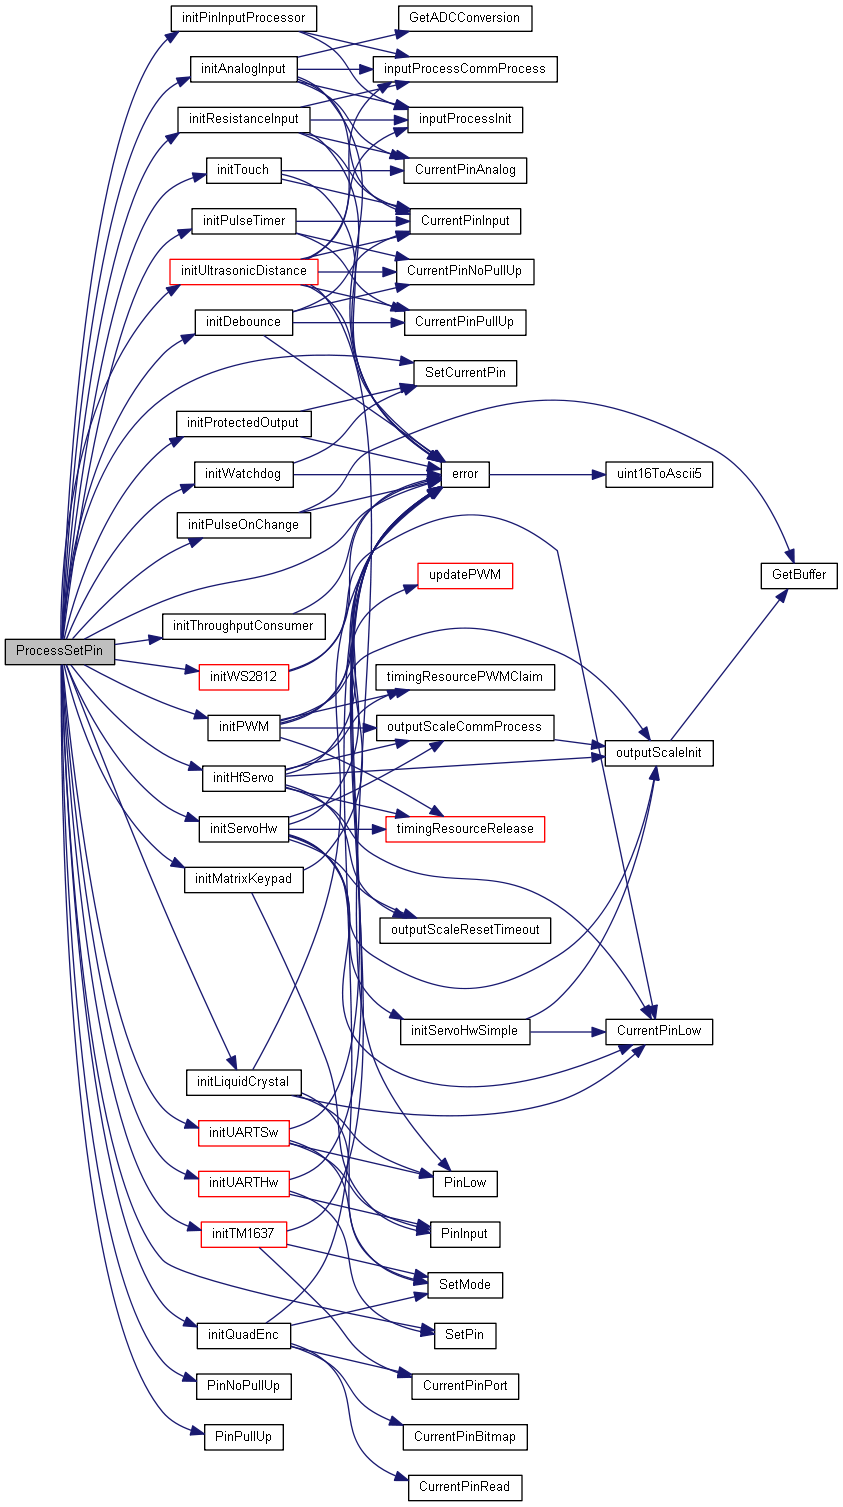 initPinInputProcessor
GetADCConversion
initAnalogInput
inputProcessCommProcess
initResistanceInput
inputProcessInit
initTouch
CurrentPinAnalog
initPulseTimer
CurrentPinInput
initUltrasonicDistance
CurrentPinNoPullUp
initDebounce
CurrentPinPullUp
SetCurrentPin
initProtectedOutput
initWatchdog
error
uint16ToAscii5
initPulseOnChange
updatePWM
GetBuffer
initThroughputConsumer
ProcessSetPin
initWS2812
timingResourcePWMClaim
initPWM
outputScaleCommProcess
outputScaleInit
initHfServo
initServoHw
timingResourceRelease
initMatrixKeypad
outputScaleResetTimeout
initServoHwSimple
CurrentPinLow
initLiquidCrystal
initUARTSw
initUARTHw
PinLow
initTM1637
PinInput
SetMode
initQuadEnc
SetPin
PinNoPullUp
CurrentPinPort
PinPullUp
CurrentPinBitmap
CurrentPinRead